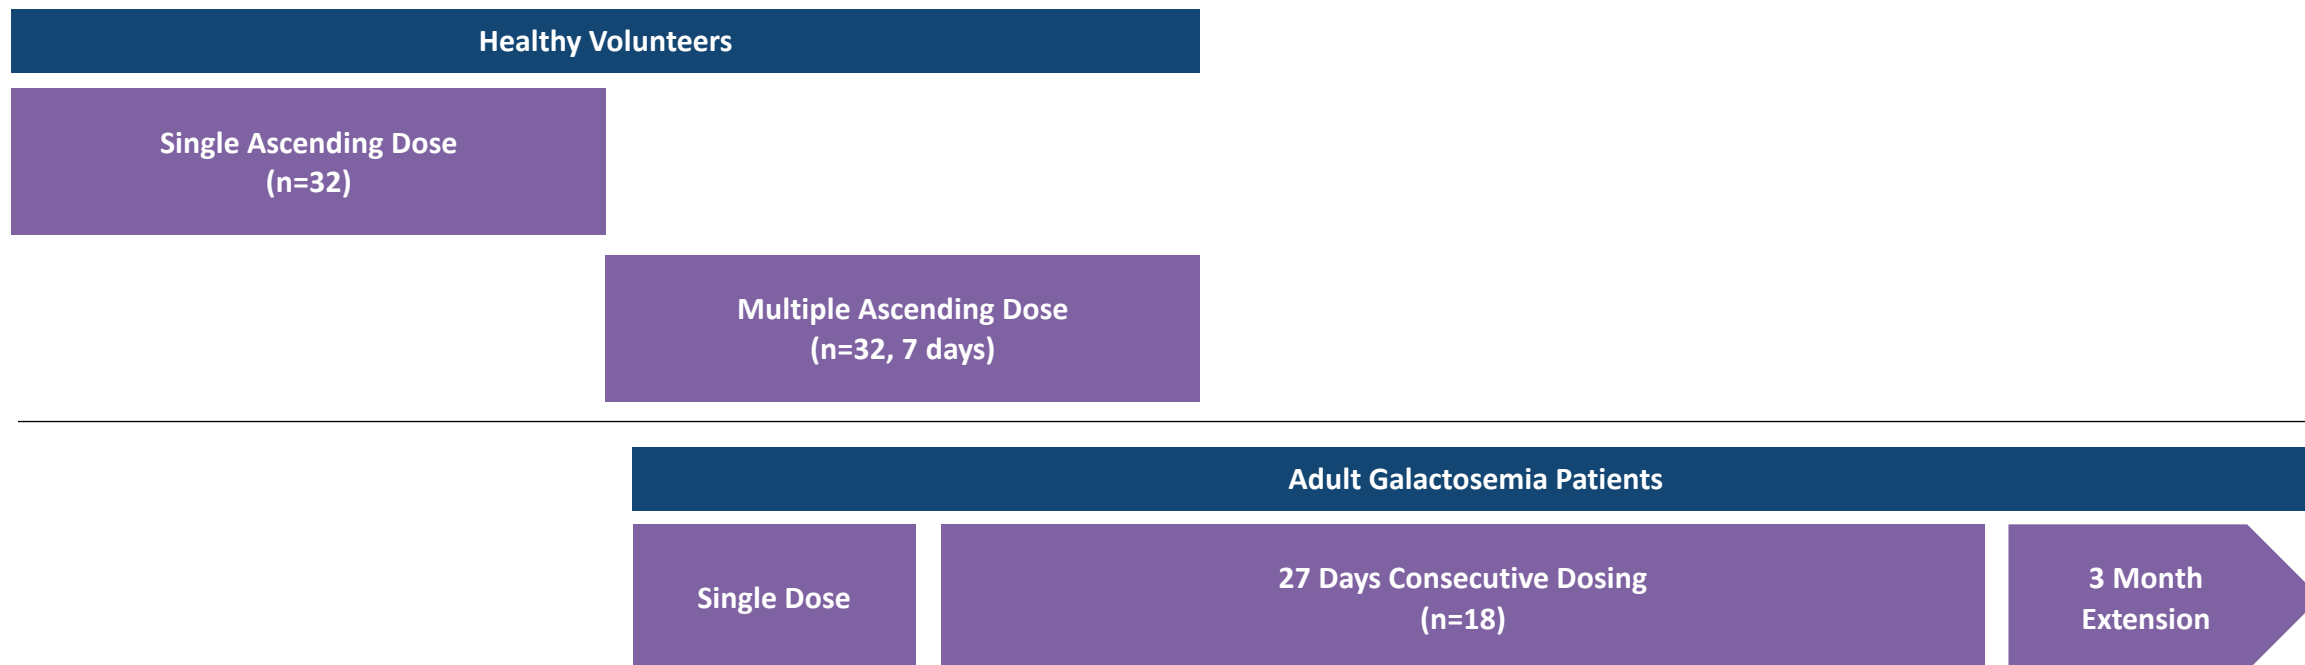 Healthy Volunteers
Single Ascending Dose
(n=32)
Multiple Ascending Dose
(n=32, 7 days)
Adult Galactosemia Patients
Single Dose
27 Days Consecutive Dosing
(n=18)
3 Month
Extension